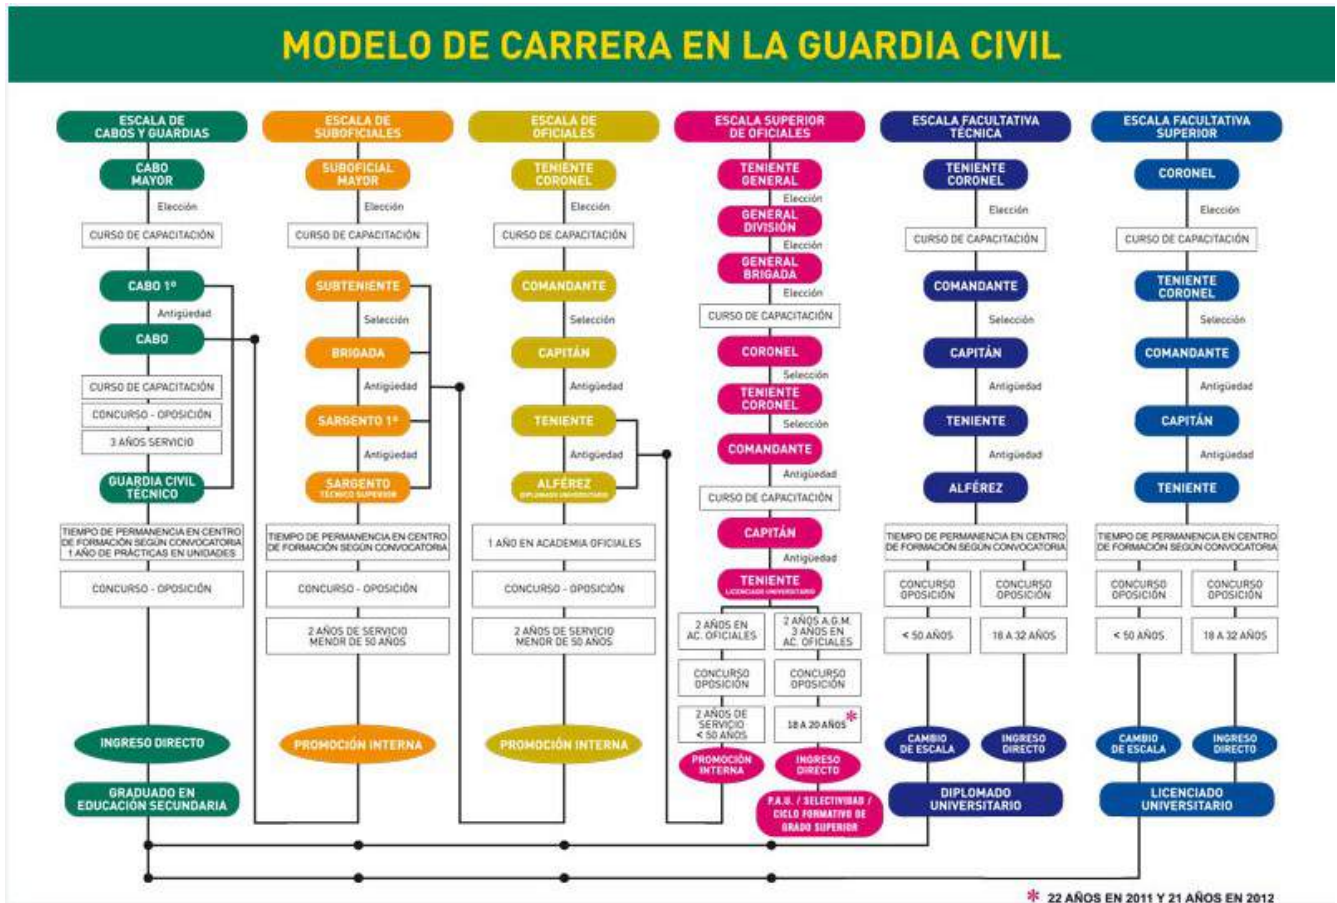 MODELO DE CARRERA EN LA GUARDIA CIVIL
ESCALA DE
CABOS Y GUARDIAS
CABO
MAYOR
Elección
CURSO DE CAPACITACIÓN
CABO 1º
Antigüedad
CABO
CURSO DE CAPACITACIÓN
CONCURSO - OPOSICIÓN
3 AÑOS SERVICIO
GUARDIA CIVIL
TÉCNICO
TIEMPO DE PERMANENCIA EN CENTRO
DE FORMACIÓN SEGÚN CONVOCATORIA
1 AÑO DE PRÁCTICAS EN UNIDADES
CONCURSO - OPOSICIÓN
INGRESO DIRECTO
GRADUADO EN
EDUCACIÓN SECUNDARIA
ESCALA DE
SUBOFICIALES
SUBOFICIAL
MAYOR
Elección
CURSO DE CAPACITACIÓN
SUBTENIENTE
Selección
BRIGADA
Antigüedad
SARGENTO 1º
Antigüedad
SARGENTO
TÉCNICO SUPERIOR
TIEMPO DE PERMANENCIA EN CENTRO
DE FORMACIÓN SEGÚN CONVOCATORIA
CONCURSO - OPOSICIÓN
2 AÑOS DE SERVICIO
MENOR DE 50 AÑOS
PROMOCIÓN INTERNA
ESCALA DE
OFICIALES
TENIENTE
CORONEL
Elección
CURSO DE CAPACITACIÓN
COMANDANTE
Selección
CAPITÁN
Antigüedad
TENIENTE
Antigüedad
ALFÉREZ
DIPLOMADO UNIVERSITARIO
1 AÑO EN ACADEMIA OFICIALES
CONCURSO - OPOSICIÓN
2 AÑOS DE SERVICIO
MENOR DE 50 AÑOS
PROMOCIÓN INTERNA
ESCALA SUPERIOR
DE OFICIALES
TENIENTE
GENERAL
Elección
GENERAL
DIVISIÓN
Elección
GENERAL
BRIGADA
Elección
CURSO DE CAPACITACIÓN
CORONEL
Selección
TENIENTE
CORONEL
Selección
COMANDANTE
Antigüedad
CURSO DE CAPACITACIÓN
CAPITÁN
Antigüedad
TENIENTE
LICENCIADO UNIVERSITARIO
2 AÑOS EN
AC. OFICIALES
CONCURSO
OPOSICIÓN
2 AÑOS DE
SERVICIO
< 50 AÑOS
PROMOCIÓN
INTERNA
2 AÑOS A.G.M.
3 AÑOS EN
AC. OFICIALES
CONCURSO
OPOSICIÓN
18 A 20 AÑOS *
INGRESO
DIRECTO
P.A.U. / SELECTIVIDAD /
CICLO FORMATIVO DE
GRADO SUPERIOR
ESCALA FACULTATIVA
TÉCNICA
TENIENTE
CORONEL
Elección
CURSO DE CAPACITACIÓN
COMANDANTE
Selección
CAPITÁN
Antigüedad
TENIENTE
Antigüedad
ALFÉREZ
TIEMPO DE PERMANENCIA EN CENTRO
DE FORMACIÓN SEGÚN CONVOCATORIA
CONCURSO
OPOSICIÓN
< 50 AÑOS
CAMBIO
DE ESCALA
CONCURSO
OPOSICIÓN
18 A 32 AÑOS
INGRESO
DIRECTO
DIPLOMADO
UNIVERSITARIO
ESCALA FACULTATIVA
SUPERIOR
CORONEL
Elección
CURSO DE CAPACITACIÓN
TENIENTE
CORONEL
Selección
COMANDANTE
Antigüedad
CAPITÁN
Antigüedad
TENIENTE
TIEMPO DE PERMANENCIA EN CENTRO
DE FORMACIÓN SEGÚN CONVOCATORIA
CONCURSO
OPOSICIÓN
< 50 AÑOS
CAMBIO
DE ESCALA
CONCURSO
OPOSICIÓN
18 A 32 AÑOS
INGRESO
DIRECTO
LICENCIADO
UNIVERSITARIO
* 22 AÑOS EN 2011 Y 21 AÑOS EN 2012